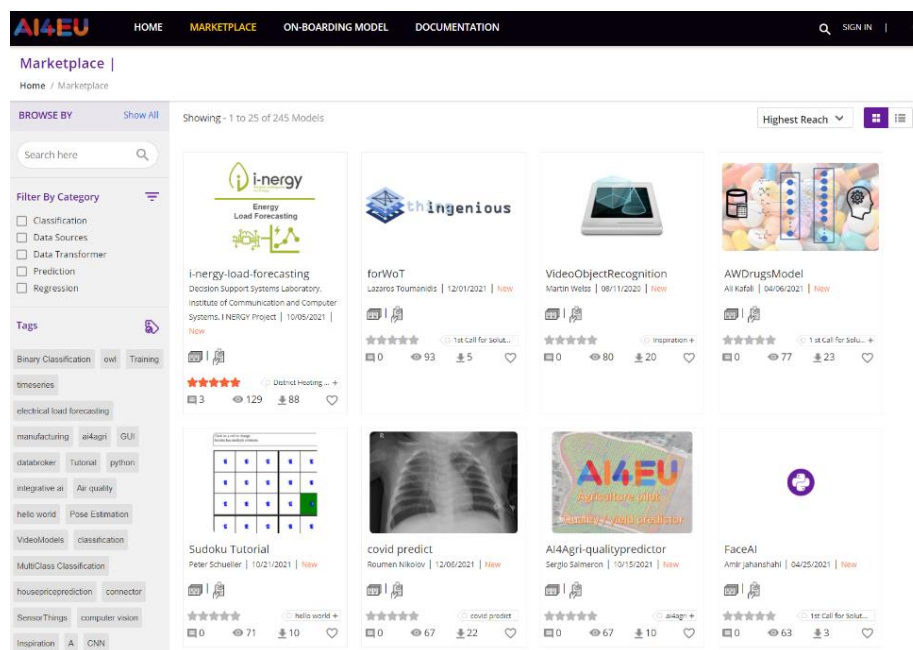 AI4EU HOME MARKETPLACE ON-BOARDING MODEL DOCUMENTATION SIGN IN |
Marketplace |
Home / Marketplace
BROWSE BY Show All
Showing - 1 to 25 of 245 Models
Highest Reach
Search here
Filter By Category
Classification
Data Sources
Data Transformer
Prediction
Regression
Tags
Binary Classification owl Training
timeseries
electrical load forecasting
manufacturing ai4agri GUI
databroker Tutorial python
integrative ai Air quality
hello world Pose Estimation
VideoModels classification
MultiClass Classification
housepriceprediction connector
SensorThings computer vision
Inspiration A CNN
i-nergy
Energy
Load Forecasting
i-nergy-load-forecasting
Decision Support Systems Laboratory,
Institute of Communication and Computer
Systems, I NERGY Project | 10/05/2021 |
New
District Heating ... +
3 129 88
thingenious
forWoT
Lazaros Toumanidis | 12/01/2021 | New
1st Call for Solut...
0 93 5
VideoObjectRecognition
Martin Welss | 08/11/2020 | New
Inspiration +
0 80 20
AWDrugsModel
Ali Kafali | 04/06/2021 | New
1 st Call for Solu... +
0 77 23
Sudoku Tutorial
Peter Schueller | 10/21/2021 | New
hello world +
0 71 10
covid predict
Roumen Nikolov | 12/06/2021 | New
covid predict
0 67 22
AI4EU
Agriculture pilot
Quality / yield predictor
AI4Agri-qualitypredictor
Sergio Salmeron | 10/15/2021 | New
ai4agri +
0 67 10
FaceAI
Amir Jahanshahi | 04/25/2021 | New
1st Call for Solut...
0 63 3